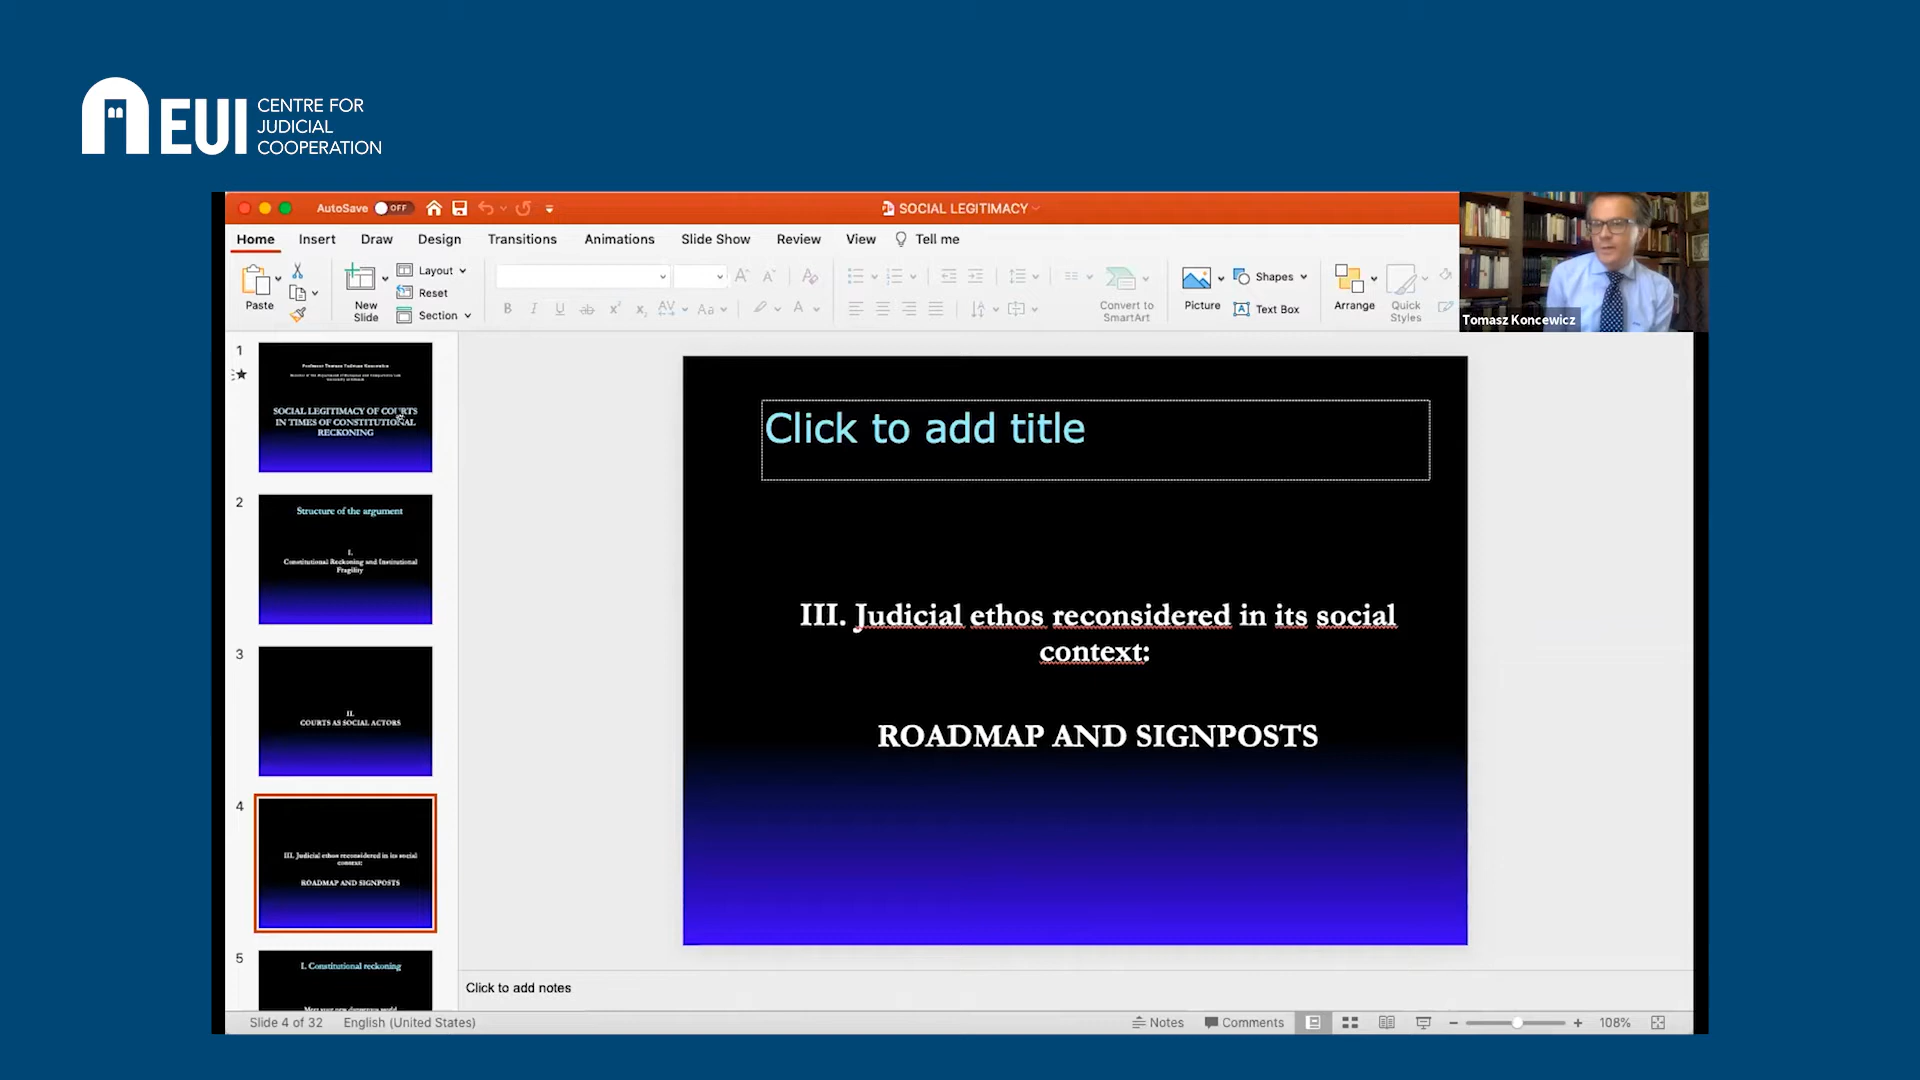 EUI
CENTRE FOR
JUDICIAL
COOPERATION
AutoSave OFF
SOCIAL LEGITIMACY
Home Insert Draw Design Transitions Animations Slide Show Review View Tell me
Paste
New
Slide
Layout
Reset
Section
Convert to
SmartArt
Picture
Shapes
Text Box
Arrange
Quick
Styles
Tomasz Koncewicz
1
SOCIAL LEGITIMACY OF COURTS
IN TIMES OF CONSTITUTIONAL
RECKONING
2
Structure of the argument
I.
Constitutional Reckoning and Institutional
Fragility
3
II.
COURTS AS SOCIAL ACTORS
4
III. Judicial ethos reconsidered in its social
context:
ROADMAP AND SIGNPOSTS
5
I. Constitutional reckoning
Click to add title
III. Judicial ethos reconsidered in its social
context:
ROADMAP AND SIGNPOSTS
Click to add notes
Slide 4 of 32 English (United States)
Notes Comments 108%